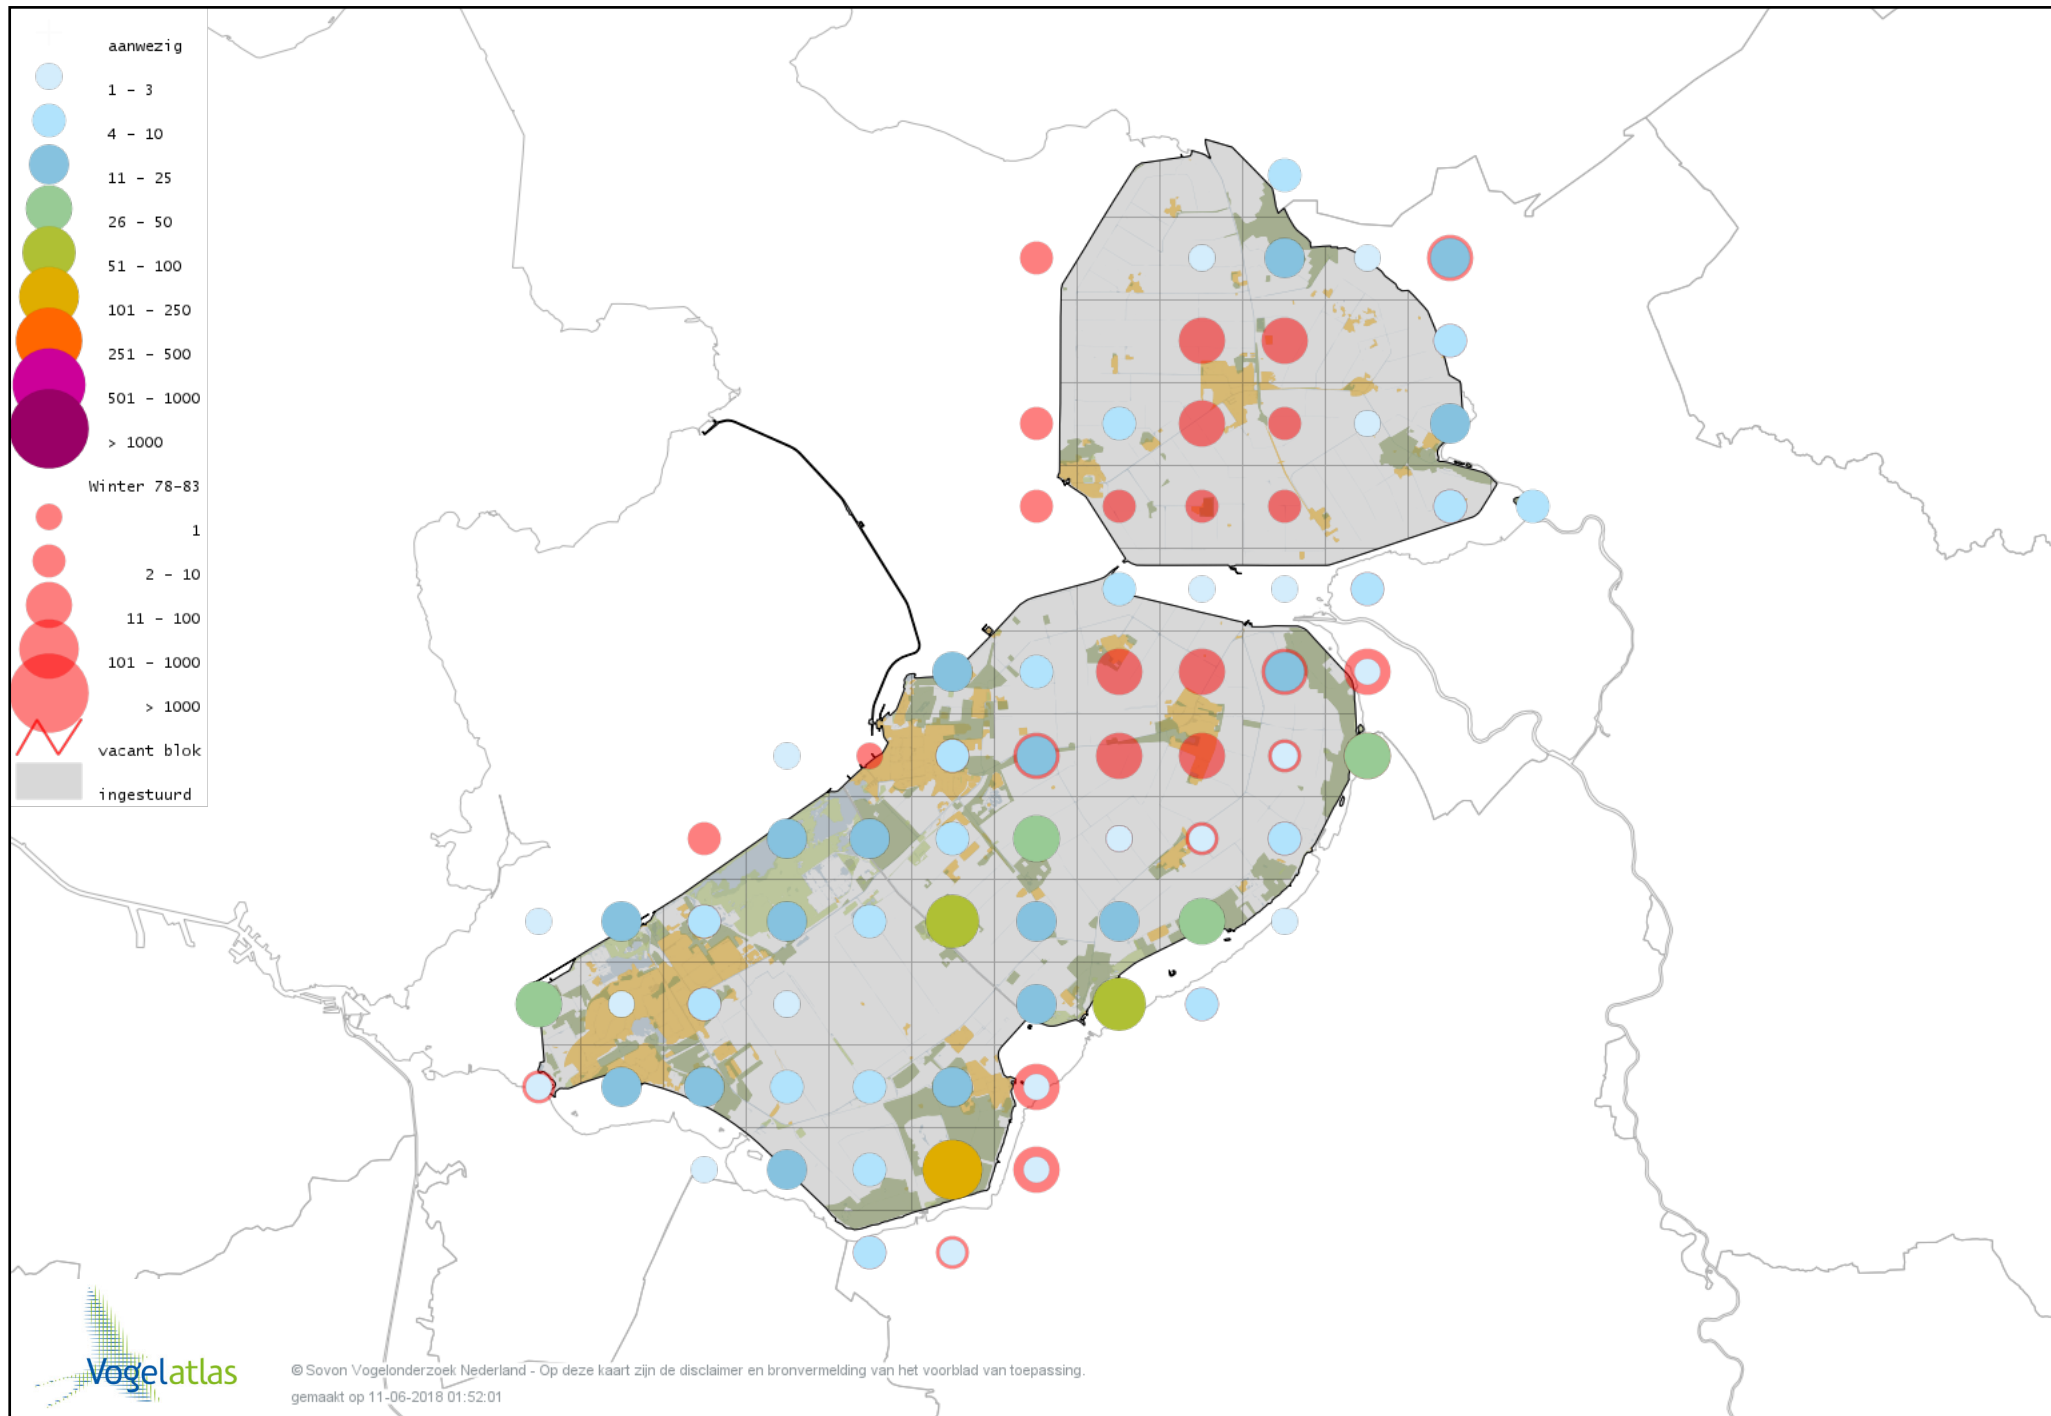 aanwezig
1 - 3
4 - 10
11 - 25
26 - 50
51 - 100
101 - 250
251 - 500
501 - 1000
> 1000
Winter 78-83
1
2 - 10
11 - 100
101 - 1000
> 1000
vacant blok
ingestuurd
Vogelatlas
© Sovon Vogelonderzoek Nederland - Op deze kaart zijn de disclaimer en bronvermelding van het voorblad van toepassing.
gemaakt op 11-06-2018 01:52:01